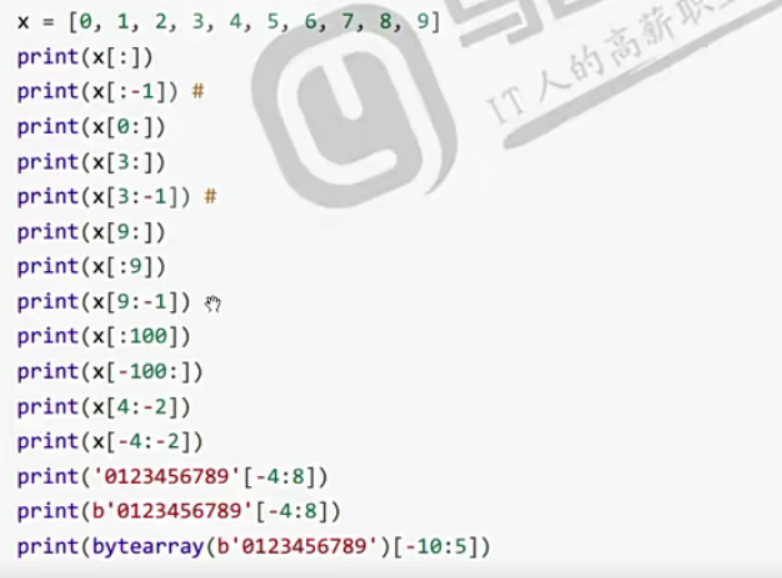 x = [0, 1, 2, 3, 4, 5, 6, 7, 8, 9]
print(x[:])
print(x[:-1]) #
print(x[0:])
print(x[3:])
print(x[3:-1]) #
print(x[9:])
print(x[:9])
print(x[9:-1])
print(x[:100])
print(x[-100:])
print(x[4:-2])
print(x[-4:-2])
print('0123456789'[-4:8])
print(b'0123456789'[-4:8])
print(bytearray(b'0123456789')[-10:5])
IT人的高薪职